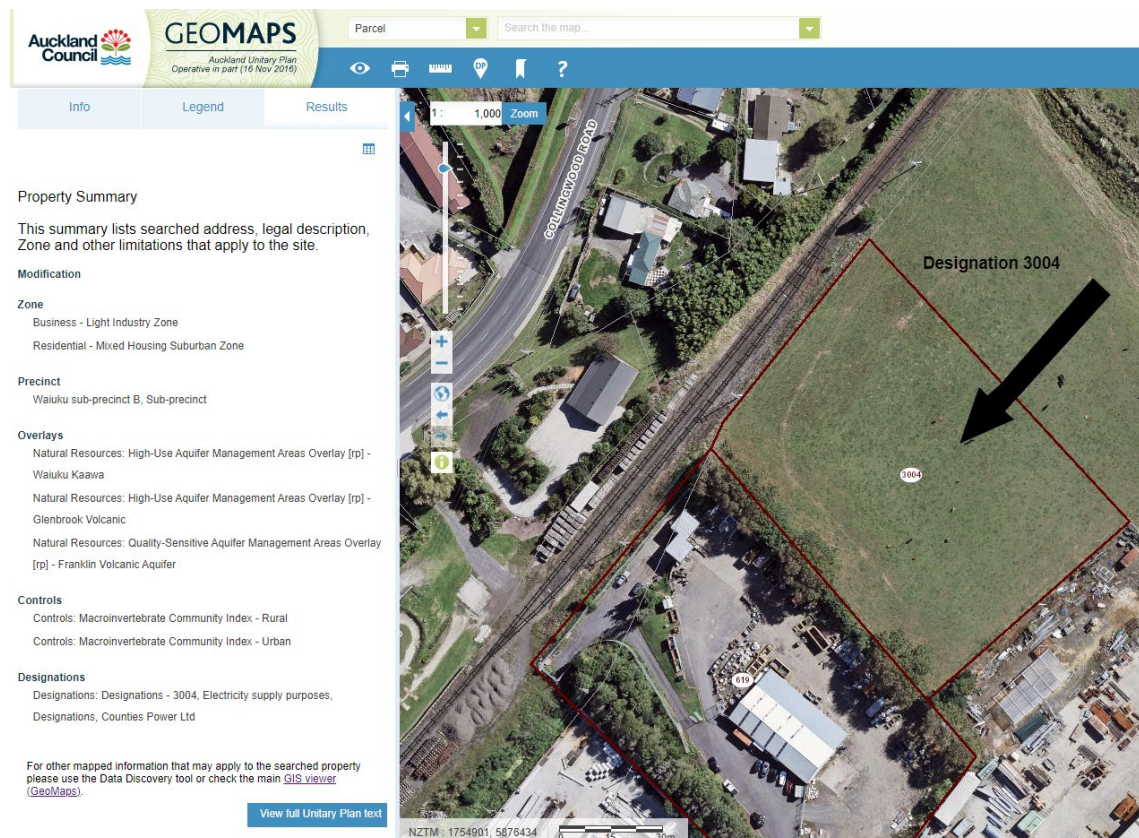 Auckland
Council
GEOMAPS
Auckland Unitary Plan
Operative in part (16 Nov 2016)
Parcel
Search the map...
DP
?
Info
Legend
Results
1 :
1,000
Zoom
Property Summary
This summary lists searched address, legal description,
Zone and other limitations that apply to the site.
Modification
Zone
Business - Light Industry Zone
Residential - Mixed Housing Suburban Zone
Precinct
Waiuku sub-precinct B, Sub-precinct
Overlays
Natural Resources: High-Use Aquifer Management Areas Overlay [rp] -
Waiuku Kaawa
Natural Resources: High-Use Aquifer Management Areas Overlay [rp] -
Glenbrook Volcanic
Natural Resources: Quality-Sensitive Aquifer Management Areas Overlay
[rp] - Franklin Volcanic Aquifer
Controls
Controls: Macroinvertebrate Community Index - Rural
Controls: Macroinvertebrate Community Index - Urban
Designations
Designations: Designations - 3004, Electricity supply purposes,
Designations, Counties Power Ltd
For other mapped information that may apply to the searched property
please use the Data Discovery tool or check the main GIS viewer
(GeoMaps).
View full Unitary Plan text
COLLINGWOOD ROAD
Designation 3004
3004
619
NZTM : 1754901, 5876434
0 15 30m